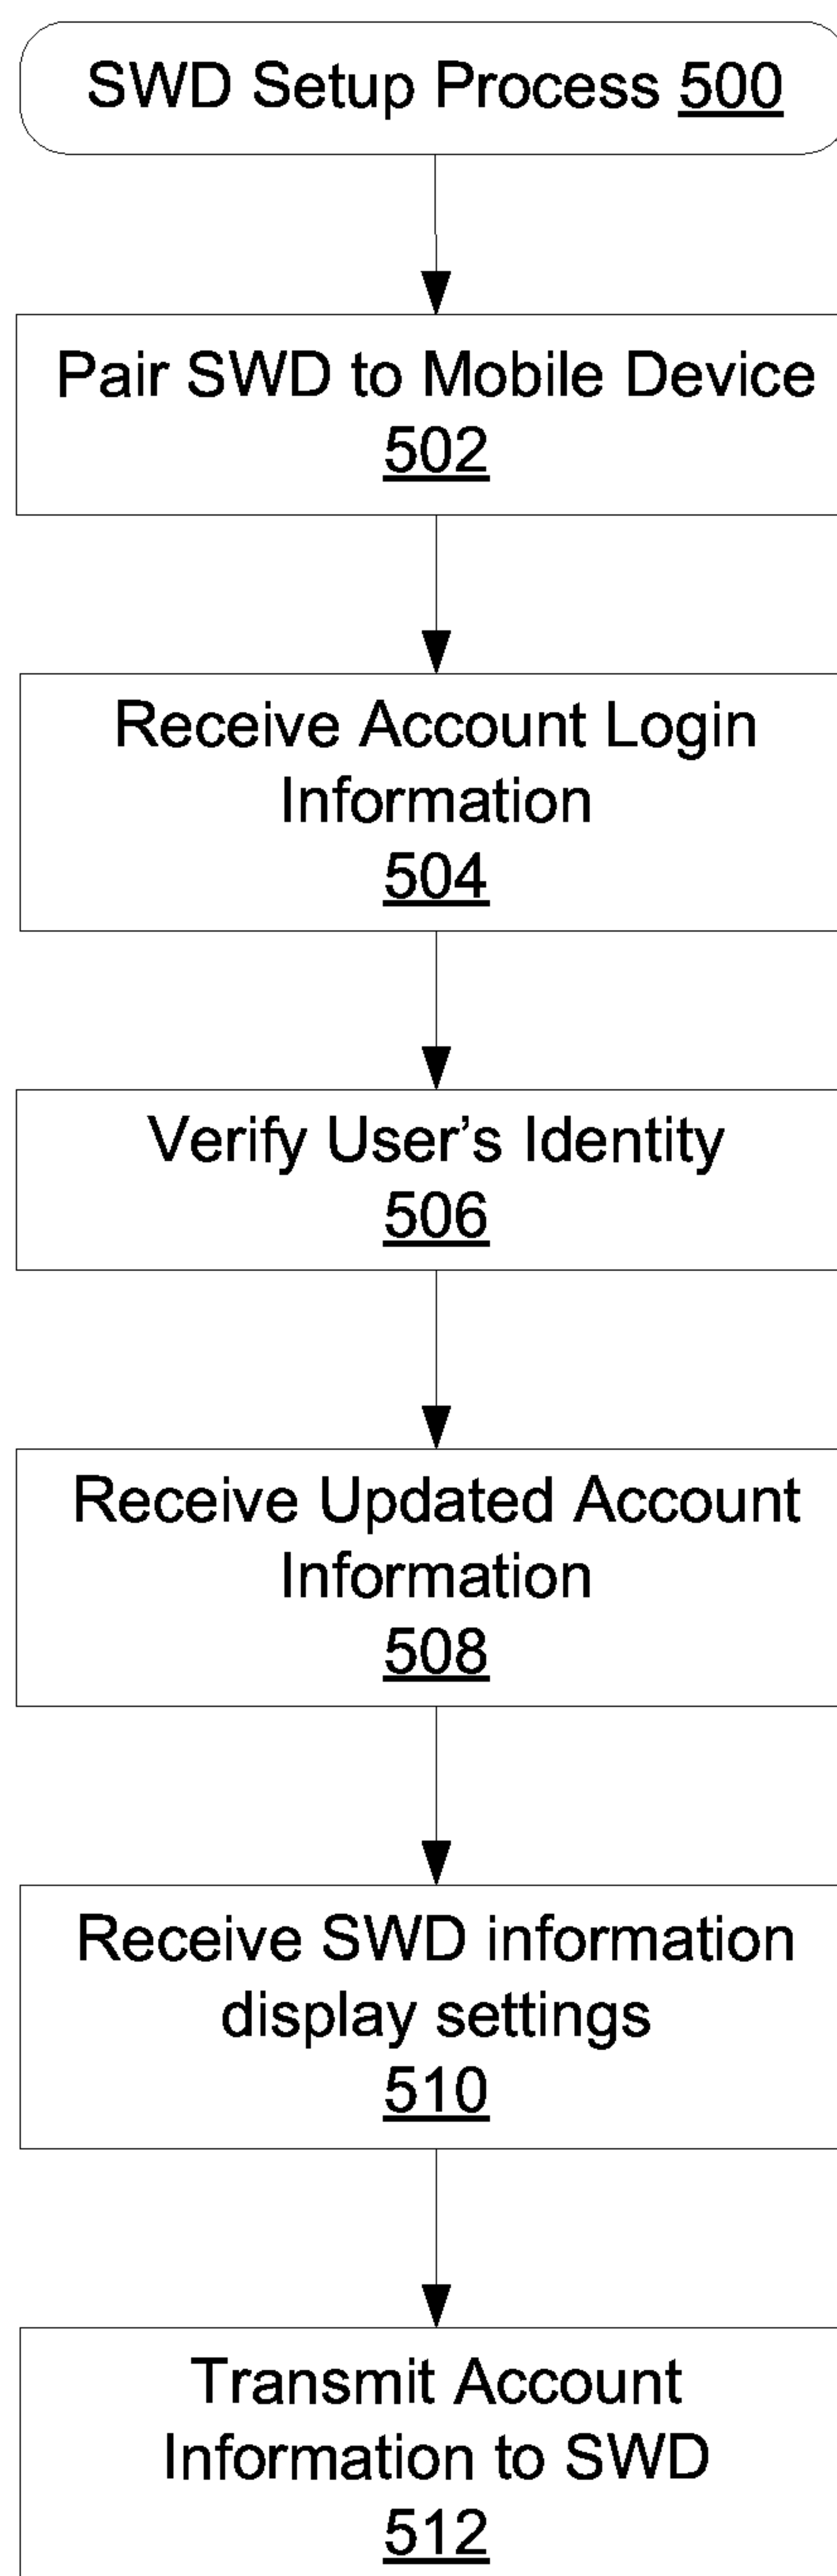 SWD Setup Process 500
Pair SWD to Mobile Device
502
Receive Account Login
Information
504
Verify User’s Identity
506
Receive Updated Account
Information
508
Receive SWD information
display settings
510
Transmit Account
Information to SWD
512